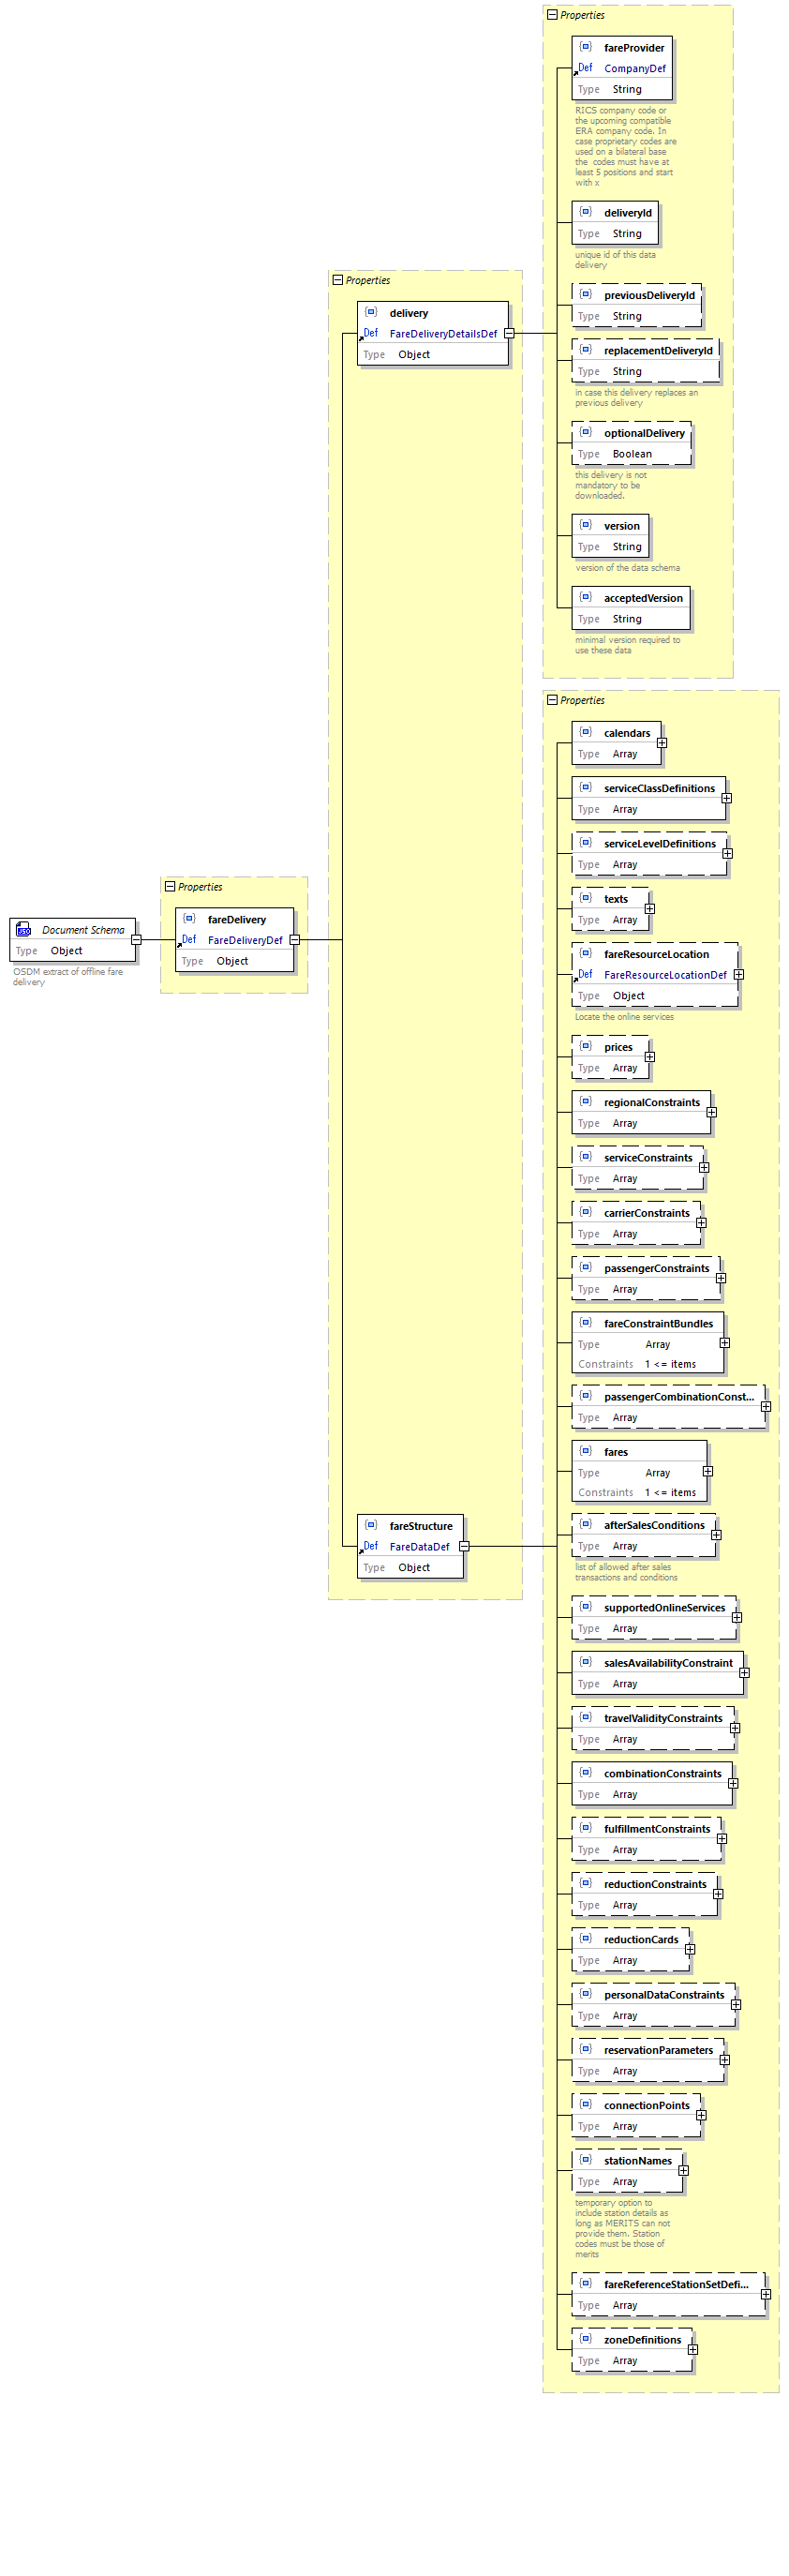 Properties
fareProvider
Def CompanyDef
Type String
RICS company code or
the upcoming compatible
ERA company code. In
case proprietary codes are
used on a bilateral base
the codes must have at
least 5 positions and start
with x
deliveryId
Type String
unique id of this data
delivery
Properties
delivery
Def FareDeliveryDetailsDef
Type Object
previousDeliveryId
Type String
replacementDeliveryId
Type String
in case this delivery replaces an
previous delivery
optionalDelivery
Type Boolean
this delivery is not
mandatory to be
downloaded.
version
Type String
version of the data schema
acceptedVersion
Type String
minimal version required to
use these data
Properties
calendars
Type Array
serviceClassDefinitions
Type Array
serviceLevelDefinitions
Type Array
texts
Type Array
Properties
fareDelivery
Def FareDeliveryDef
Type Object
Document Schema
Type Object
OSDM extract of offline fare
delivery
fareResourceLocation
Def FareResourceLocationDef
Type Object
Locate the online services
prices
Type Array
regionalConstraints
Type Array
serviceConstraints
Type Array
carrierConstraints
Type Array
passengerConstraints
Type Array
fareConstraintBundles
Type Array
Constraints 1 <= items
passengerCombinationConst...
Type Array
fares
Type Array
Constraints 1 <= items
fareStructure
Def FareDataDef
Type Object
afterSalesConditions
Type Array
list of allowed after sales
transactions and conditions
supportedOnlineServices
Type Array
salesAvailabilityConstraint
Type Array
travelValidityConstraints
Type Array
combinationConstraints
Type Array
fulfillmentConstraints
Type Array
reductionConstraints
Type Array
reductionCards
Type Array
personalDataConstraints
Type Array
reservationParameters
Type Array
connectionPoints
Type Array
stationNames
Type Array
temporary option to
include station details as
long as MERITS can not
provide them. Station
codes must be those of
merits
fareReferenceStationSetDefi...
Type Array
zoneDefinitions
Type Array